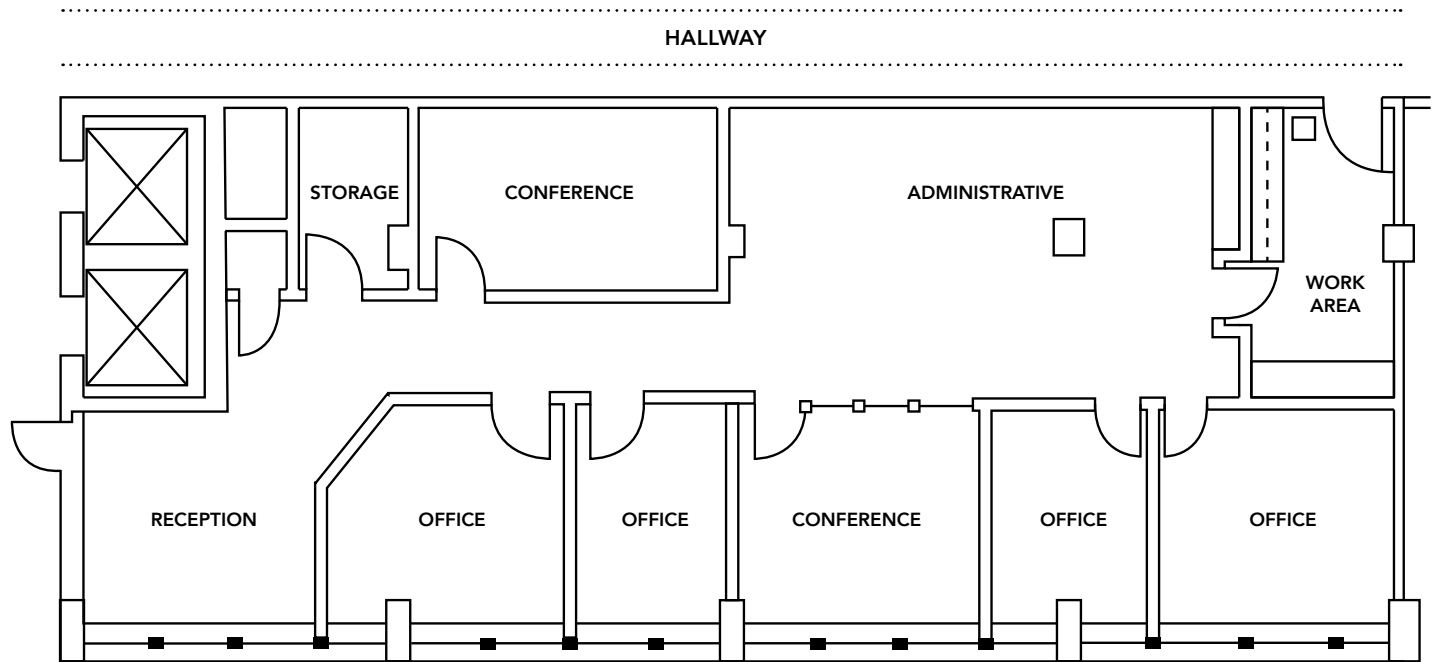 HALLWAY
STORAGE
CONFERENCE
ADMINISTRATIVE
WORK
AREA
RECEPTION
OFFICE
OFFICE
CONFERENCE
OFFICE
OFFICE